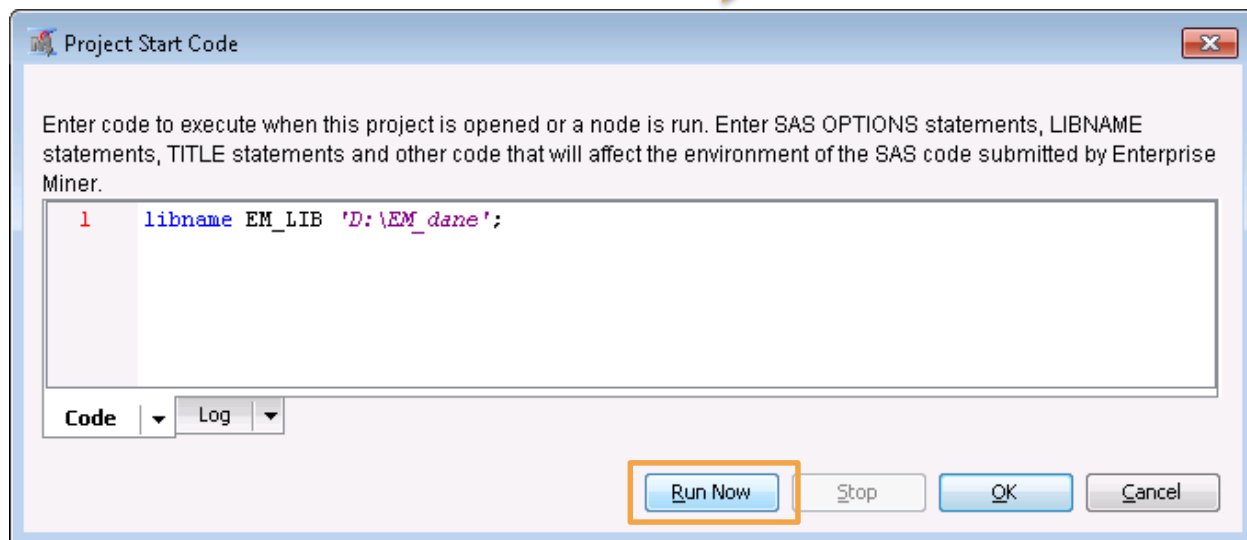 Project Start Code
Enter code to execute when this project is opened or a node is run. Enter SAS OPTIONS statements, LIBNAME
statements, TITLE statements and other code that will affect the environment of the SAS code submitted by Enterprise
Miner.
1 libname EM_LIB 'D:\EM_dane';
Code Log
Run Now Stop OK Cancel